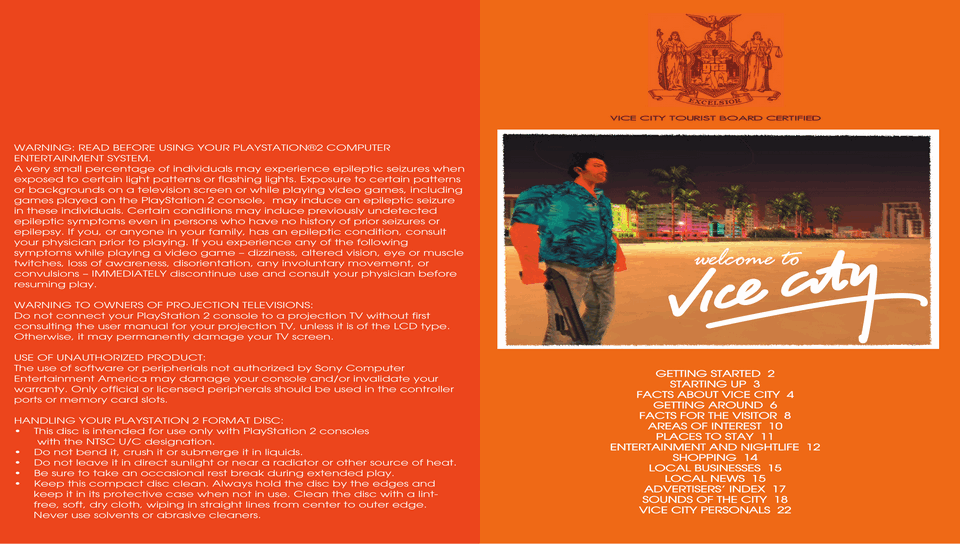 WARNING: READ BEFORE USING YOUR PLAYSTATION®2 COMPUTER
ENTERTAINMENT SYSTEM.
A very small percentage of individuals may experience epileptic seizures when
exposed to certain light patterns or flashing lights. Exposure to certain patterns
or backgrounds on a television screen or while playing video games, including
games played on the PlayStation 2 console,  may induce an epileptic seizure
in these individuals. Certain conditions may induce previously undetected
epileptic symptoms even in persons who have no history of prior seizures or
epilepsy. If you, or anyone in your family, has an epileptic condition, consult
your physician prior to playing. If you experience any of the following
symptoms while playing a video game – dizziness, altered vision, eye or muscle
twitches, loss of awareness, disorientation, any involuntary movement, or
convulsions – IMMEDIATELY discontinue use and consult your physician before
resuming play.
WARNING TO OWNERS OF PROJECTION TELEVISIONS:
Do not connect your PlayStation 2 console to a projection TV without first
consulting the user manual for your projection TV, unless it is of the LCD type.
Otherwise, it may permanently damage your TV screen.
USE OF UNAUTHORIZED PRODUCT:
The use of software or peripherials not authorized by Sony Computer
Entertainment America may damage your console and/or invalidate your
warranty. Only official or licensed peripherals should be used in the controller
ports or memory card slots.
HANDLING YOUR PLAYSTATION 2 FORMAT DISC:
• This disc is intended for use only with PlayStation 2 consoles
with the NTSC U/C designation.
• Do not bend it, crush it or submerge it in liquids.
• Do not leave it in direct sunlight or near a radiator or other source of heat.
• Be sure to take an occasional rest break during extended play.
• Keep this compact disc clean. Always hold the disc by the edges and
keep it in its protective case when not in use. Clean the disc with a lint-
free, soft, dry cloth, wiping in straight lines from center to outer edge.
Never use solvents or abrasive cleaners.
gta
EXCELSIOR
VICE CITY TOURIST BOARD CERTIFIED
welcome to
Vice City
GETTING STARTED 2
STARTING UP 3
FACTS ABOUT VICE CITY 4
GETTING AROUND 6
FACTS FOR THE VISITOR 8
AREAS OF INTEREST 10
PLACES TO STAY 11
ENTERTAINMENT AND NIGHTLIFE 12
SHOPPING 14
LOCAL BUSINESSES 15
LOCAL NEWS 15
ADVERTISERS' INDEX 17
SOUNDS OF THE CITY 18
VICE CITY PERSONALS 22